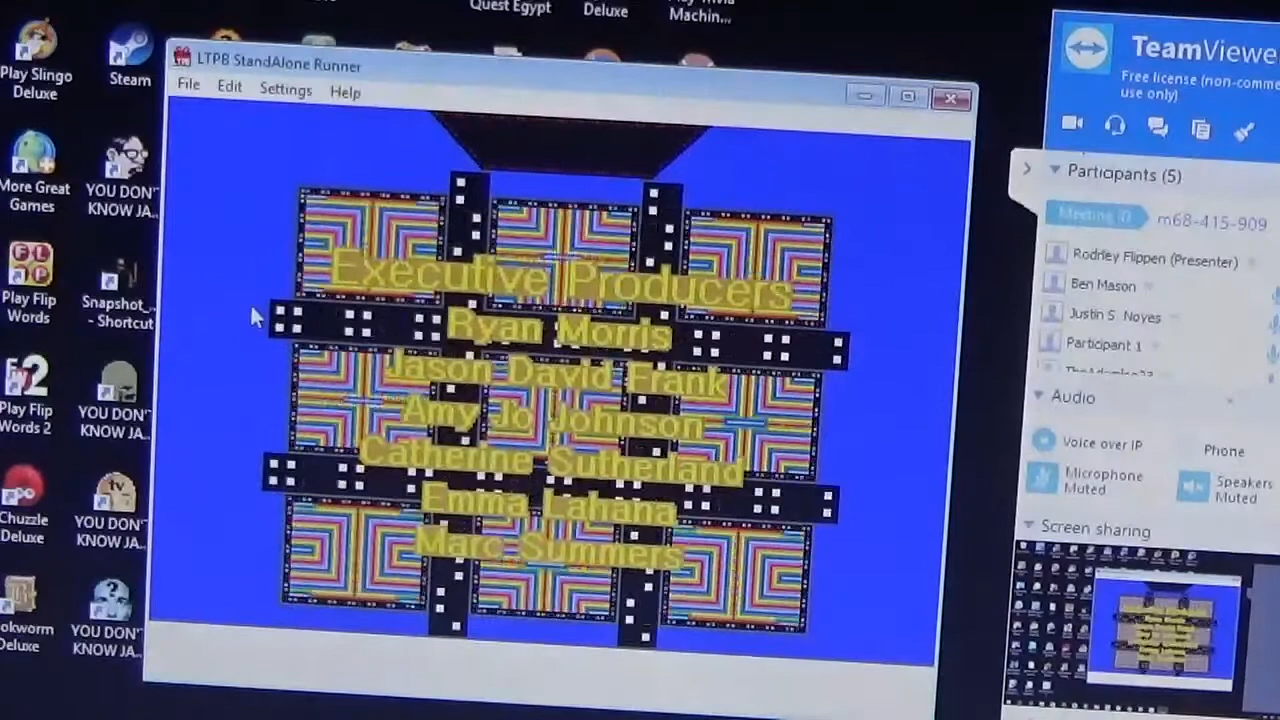 Quest Egypt
Deluxe
Machin...
Play Slingo
Deluxe
Steam
More Great
Games
YOU DON'
KNOW JA..
Play Flip
Words
Snapshot_..
- Shortcut
Play Flip
Words 2
YOU DON'T
KNOW JA..
Chuzzle
Deluxe
YOU DON'T
KNOW JA..
okworm
Deluxe
YOU DON'
KNOW JA..
LTPB StandAlone Runner
File Edit Settings Help
Executive Producers
Ryan Morris
Jason David Frank
Amy Jo Johnson
Catherine Sutherland
Emma Lahana
Marc Summers
TeamViewe
Free license (non-comme
use only)
Participants (5)
Meeting ID m68-415-909
Rodney Flippen (Presenter)
Ben Mason
Justin S. Noyes
Participant 1
Audio
Voice over IP
Phone
Microphone
Muted
Speakers
Muted
Screen sharing